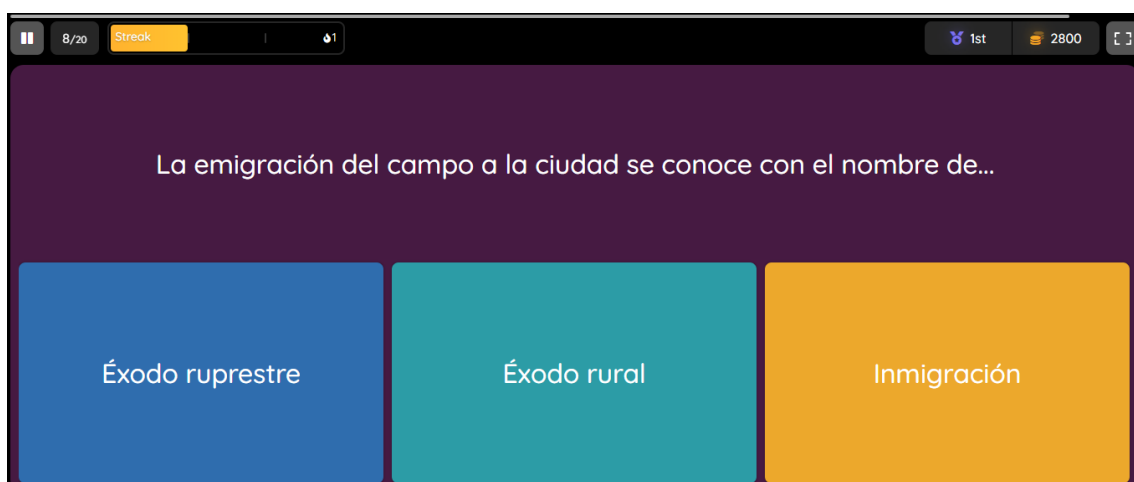 8/20
Streak
1
1st
2800
La emigración del campo a la ciudad se conoce con el nombre de...
Éxodo ruprestre
Éxodo rural
Inmigración